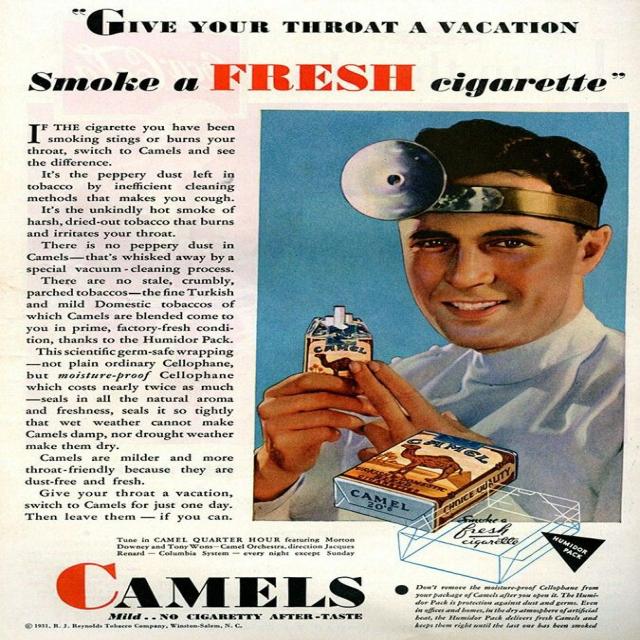 "GIVE YOUR THROAT A VACATION
Smoke a FRESH cigarette"
IF THE cigarette you have been
smoking stings or burns your
throat, switch to Camels and see
the difference.
It's the peppery dust left in
tobacco by inefficient cleaning
methods that makes you cough.
It's the unkindly hot smoke of
harsh, dried-out tobacco that burns
and irritates your throat.
There is no peppery dust in
Camels—that's whisked away by a
special vacuum-cleaning process.
There are no stale, crumbly,
parched tobaccos—the fine Turkish
and mild Domestic tobaccos of
which Camels are blended come to
you in prime, factory-fresh condi-
tion, thanks to the Humidor Pack.
This scientific germ-safe wrapping
—not plain ordinary Cellophane,
but moisture-proof Cellophane
which costs nearly twice as much
—seals in all the natural aroma
and freshness, seals it so tightly
that wet weather cannot make
Camels damp, nor drought weather
make them dry.
Camels are milder and more
throat-friendly because they are
dust-free and fresh.
Give your throat a vacation,
switch to Camels for just one day.
Then leave them — if you can.
CAMEL
CAMEL
CHOICE QUALITY
CAMEL
20's
Smoke a
fresh
cigarette
HUMIDOR
PACK
Tune in CAMEL QUARTER HOUR featuring Morton
Downey and Tony Wons—Camel Orchestra, direction Jacques
Renard — Columbia System — every night except Sunday
CAMELS
Mild . . NO CIGARETTY AFTER-TASTE
© 1931, R. J. Reynolds Tobacco Company, Winston-Salem, N. C.
• Don't remove the moisture-proof Cellophane from
your package of Camels after you open it. The Humi-
dor Pack is protection against dust and germs. Even
in offices and homes, in the dry atmosphere of artificial
heat, the Humidor Pack delivers fresh Camels and
keeps them right until the last one has been smoked